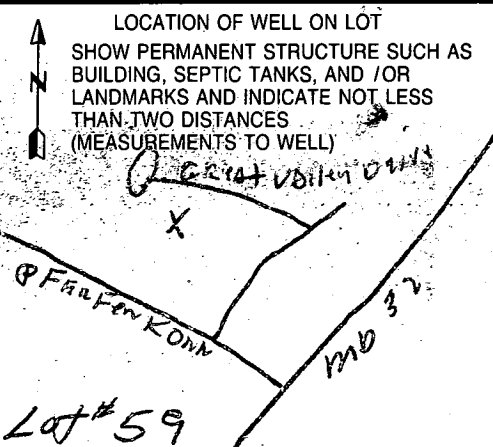 LOCATION OF WELL ON LOT
SHOW PERMANENT STRUCTURE SUCH AS
BUILDING, SEPTIC TANKS, AND /OR
LANDMARKS AND INDICATE NOT LESS
THAN TWO DISTANCES
(MEASUREMENTS TO WELL)
N
Great Valley
X
MD 32
Lot # 59